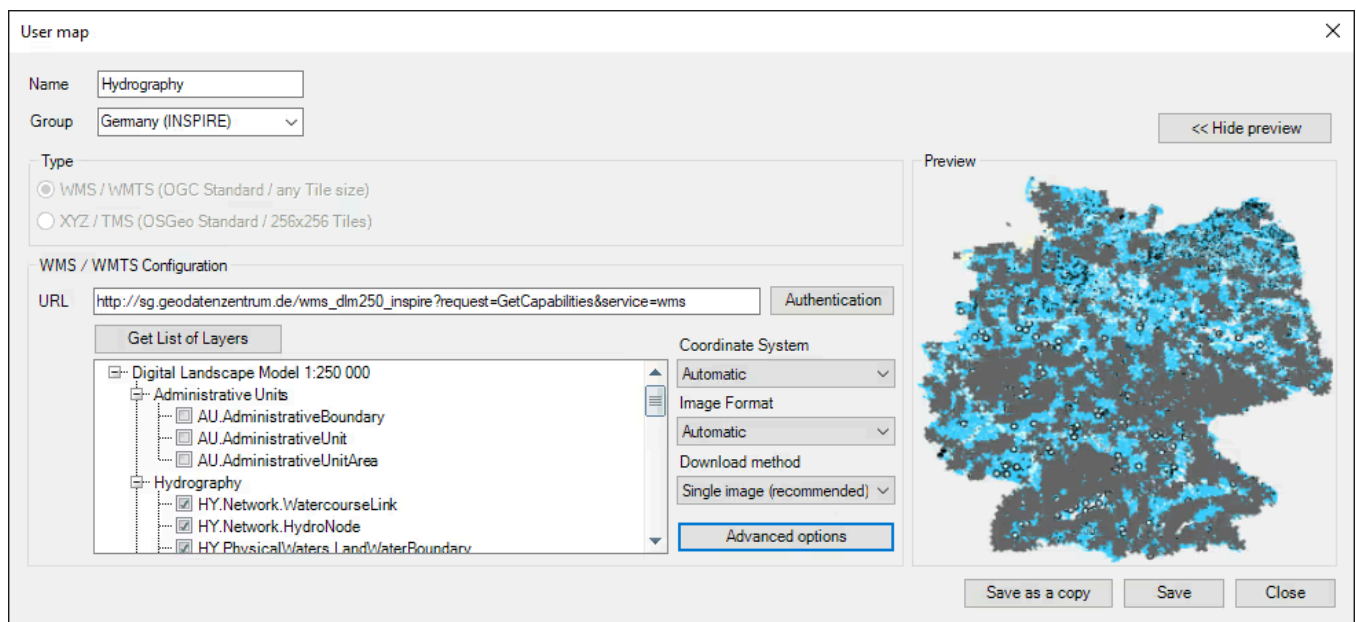 User map
Name Hydrography
Group Germany (INSPIRE)
<< Hide preview
Type
WMS / WMTS (OGC Standard / any Tile size)
XYZ / TMS (OSGeo Standard / 256x256 Tiles)
Preview
WMS / WMTS Configuration
URL http://sg.geodatenzentrum.de/wms_dlm250_inspire?request=GetCapabilities&service=wms Authentication
Get List of Layers
Digital Landscape Model 1:250 000
Administrative Units
AU.AdministrativeBoundary
AU.AdministrativeUnit
AU.AdministrativeUnitArea
Hydrography
HY.Network.WatercourseLink
HY.Network.HydroNode
HY.PhysicalWaters.LandWaterBoundary
Coordinate System
Automatic
Image Format
Automatic
Download method
Single image (recommended)
Advanced options
Save as a copy Save Close